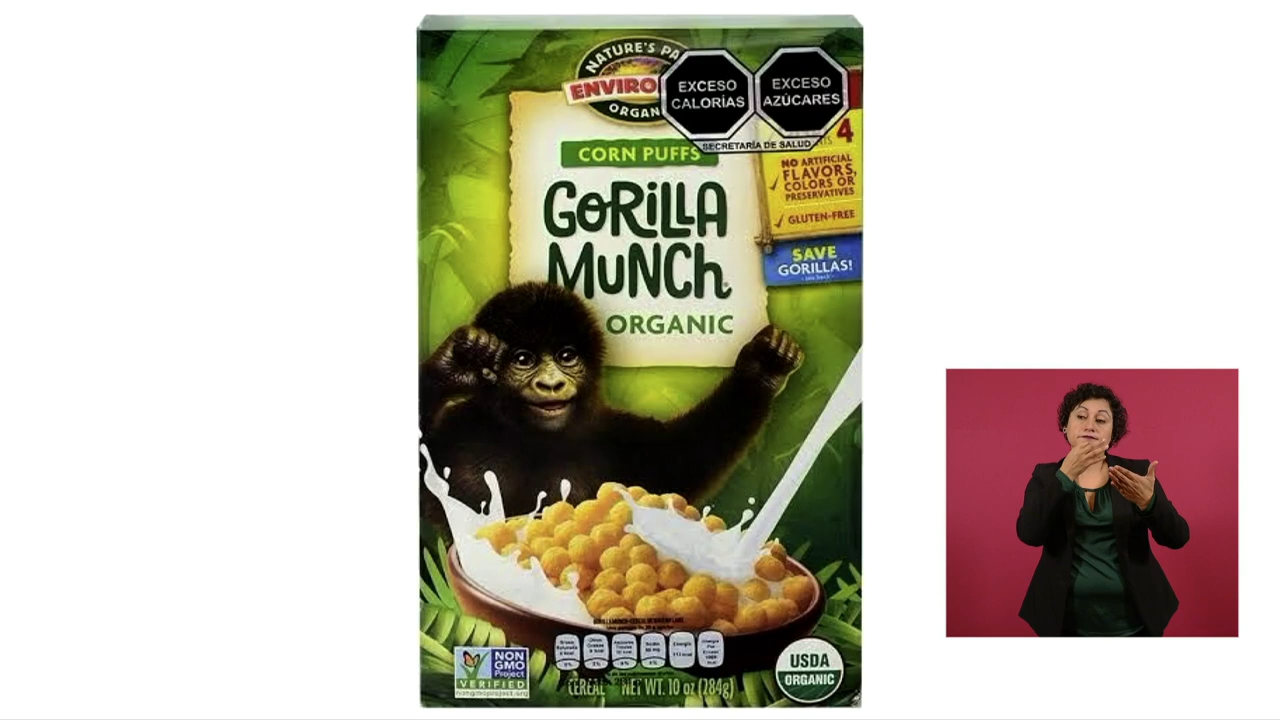 NATURE'S PA
ENVIRO
ORGAN
EXCESO
CALORÍAS
EXCESO
AZÚCARES
SECRETARÍA DE SALUD
4
CORN PUFFS
GORILLA
MUNCH
ORGANIC
NO ARTIFICIAL
FLAVORS,
COLORS OR
PRESERVATIVES
GLUTEN-FREE
SAVE
GORILLAS!
NON
GMO
Project
VERIFIED
nongmoproject.org
USDA
ORGANIC
CEREAL NET WT. 10 oz (284g)